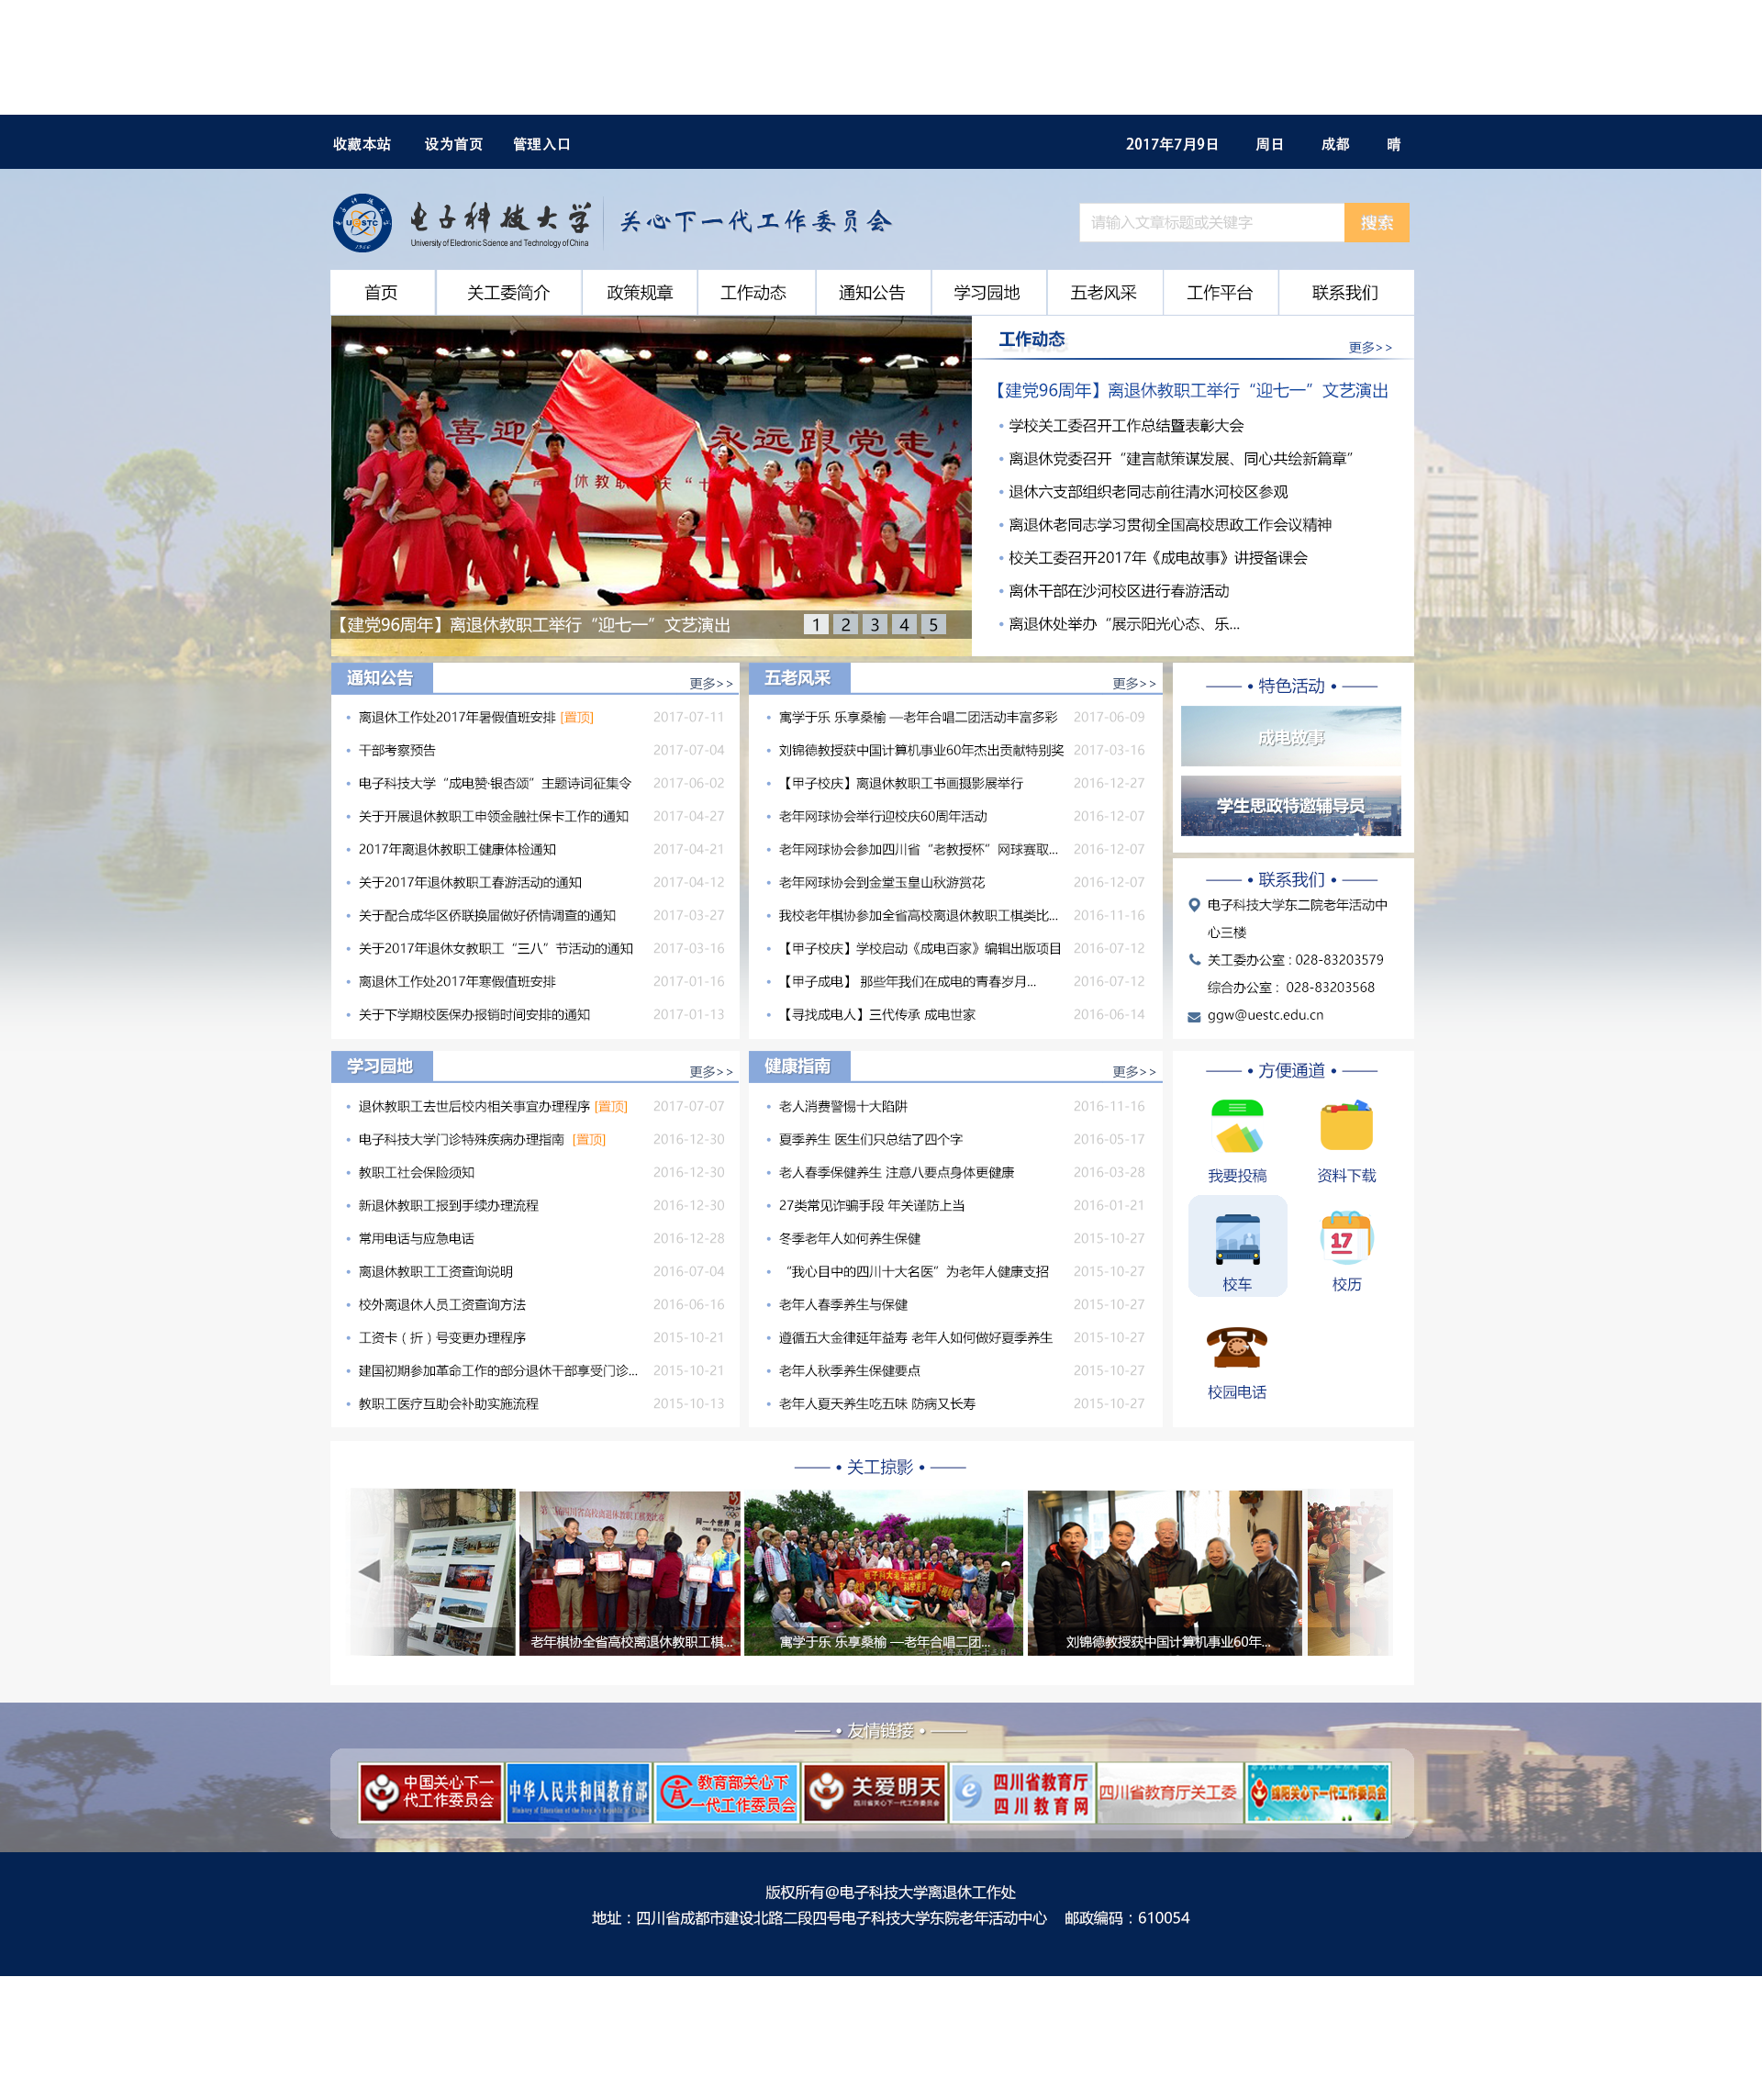 收藏本站 设为首页 管理入口 2017年7月9日 周日 成都 晴
电子科技大学 关心下一代工作委员会
University of Electronic Science and Technology of China
UESTC
1956
请输入文章标题或关键字 搜索
首页 关工委简介 政策规章 工作动态 通知公告 学习园地 五老风采 工作平台 联系我们
喜迎 永远跟党走
【建党96周年】离退休教职工举行“迎七一”文艺演出 1 2 3 4 5
工作动态 更多>>
【建党96周年】离退休教职工举行“迎七一”文艺演出
学校关工委召开工作总结暨表彰大会
离退休党委召开“建言献策谋发展、同心共绘新篇章”
退休六支部组织老同志前往清水河校区参观
离退休老同志学习贯彻全国高校思政工作会议精神
校关工委召开2017年《成电故事》讲授备课会
离休干部在沙河校区进行春游活动
离退休处举办“展示阳光心态、乐...
通知公告 更多>>
离退休工作处2017年暑假值班安排 [置顶] 2017-07-11
干部考察预告 2017-07-04
电子科技大学“成电赞·银杏颂”主题诗词征集令 2017-06-02
关于开展退休教职工申领金融社保卡工作的通知 2017-04-27
2017年离退休教职工健康体检通知 2017-04-21
关于2017年退休教职工春游活动的通知 2017-04-12
关于配合成华区侨联换届做好侨情调查的通知 2017-03-27
关于2017年退休女教职工“三八”节活动的通知 2017-03-16
离退休工作处2017年寒假值班安排 2017-01-16
关于下学期校医保办报销时间安排的通知 2017-01-13
五老风采 更多>>
寓学于乐 乐享桑榆 —老年合唱二团活动丰富多彩 2017-06-09
刘锦德教授获中国计算机事业60年杰出贡献特别奖 2017-03-16
【甲子校庆】离退休教职工书画摄影展举行 2016-12-27
老年网球协会举行迎校庆60周年活动 2016-12-07
老年网球协会参加四川省“老教授杯”网球赛取... 2016-12-07
老年网球协会到金堂玉皇山秋游赏花 2016-12-07
我校老年棋协参加全省高校离退休教职工棋类比... 2016-11-16
【甲子校庆】学校启动《成电百家》编辑出版项目 2016-07-12
【甲子成电】 那些年我们在成电的青春岁月... 2016-07-12
【寻找成电人】三代传承 成电世家 2016-06-14
特色活动
成电故事
学生思政特邀辅导员
联系我们
电子科技大学东二院老年活动中
心三楼
关工委办公室：028-83203579
综合办公室： 028-83203568
ggw@uestc.edu.cn
学习园地 更多>>
退休教职工去世后校内相关事宜办理程序 [置顶] 2017-07-07
电子科技大学门诊特殊疾病办理指南 [置顶] 2016-12-30
教职工社会保险须知 2016-12-30
新退休教职工报到手续办理流程 2016-12-30
常用电话与应急电话 2016-12-28
离退休教职工工资查询说明 2016-07-04
校外离退休人员工资查询方法 2016-06-16
工资卡（折）号变更办理程序 2015-10-21
建国初期参加革命工作的部分退休干部享受门诊... 2015-10-21
教职工医疗互助会补助实施流程 2015-10-13
健康指南 更多>>
老人消费警惕十大陷阱 2016-11-16
夏季养生 医生们只总结了四个字 2016-05-17
老人春季保健养生 注意八要点身体更健康 2016-03-28
27类常见诈骗手段 年关谨防上当 2016-01-21
冬季老年人如何养生保健 2015-10-27
“我心目中的四川十大名医”为老年人健康支招 2015-10-27
老年人春季养生与保健 2015-10-27
遵循五大金律延年益寿 老年人如何做好夏季养生 2015-10-27
老年人秋季养生保健要点 2015-10-27
老年人夏天养生吃五味 防病又长寿 2015-10-27
方便通道
我要投稿 资料下载
17
校车 校历
校园电话
关工掠影
老年棋协全省高校离退休教职工棋...
寓学于乐 乐享桑榆 —老年合唱二团...
刘锦德教授获中国计算机事业60年...
友情链接
中国关心下一代工作委员会
中华人民共和国教育部
Ministry of Education of the People's Republic of China
教育部关心下一代工作委员会
关爱明天
四川省关心下一代工作委员会
四川省教育厅
四川教育网
四川省教育厅关工委
绵阳关心下一代工作委员会
版权所有@电子科技大学离退休工作处
地址：四川省成都市建设北路二段四号电子科技大学东院老年活动中心 邮政编码：610054